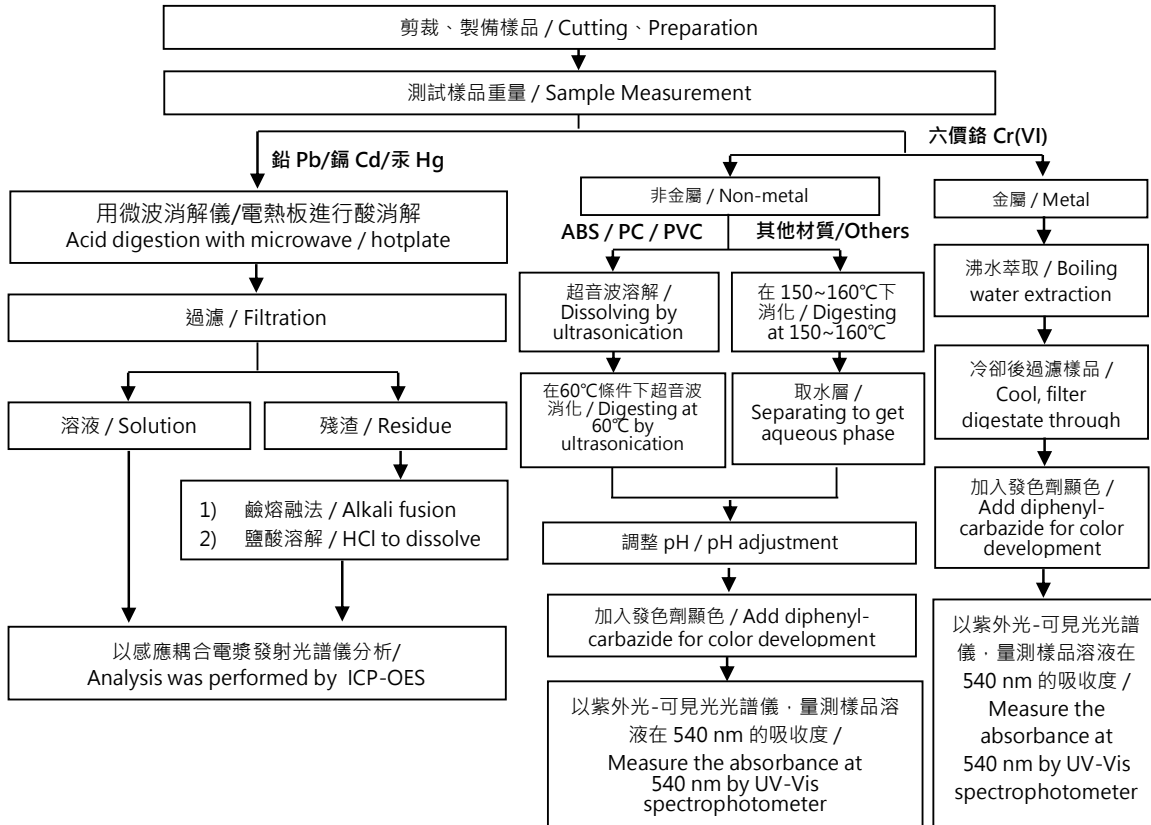 剪裁、製備樣品 / Cutting、Preparation
測試樣品重量 / Sample Measurement
鉛 Pb/鎘 Cd/汞 Hg
六價鉻 Cr(VI)
用微波消解儀/電熱板進行酸消解
Acid digestion with microwave / hotplate
過濾 / Filtration
溶液 / Solution
殘渣 / Residue
1) 鹼熔融法 / Alkali fusion
2) 鹽酸溶解 / HCl to dissolve
以感應耦合電漿發射光譜儀分析/
Analysis was performed by ICP-OES
非金屬 / Non-metal
ABS / PC / PVC
其他材質/Others
超音波溶解 /
Dissolving by
ultrasonication
在 150~160℃下
消化 / Digesting
at 150~160℃
在60℃條件下超音波
消化 / Digesting at
60℃ by
ultrasonication
取水層 /
Separating to get
aqueous phase
調整 pH / pH adjustment
加入發色劑顯色 / Add diphenyl-
carbazide for color development
以紫外光-可見光光譜儀，量測樣品溶
液在 540 nm 的吸收度 /
Measure the absorbance at
540 nm by UV-Vis
spectrophotometer
金屬 / Metal
沸水萃取 / Boiling
water extraction
冷卻後過濾樣品 /
Cool, filter
digestate through
加入發色劑顯色 /
Add diphenyl-
carbazide for color
development
以紫外光-可見光光譜
儀，量測樣品溶液在
540 nm 的吸收度 /
Measure the
absorbance at
540 nm by UV-Vis
spectrophotometer